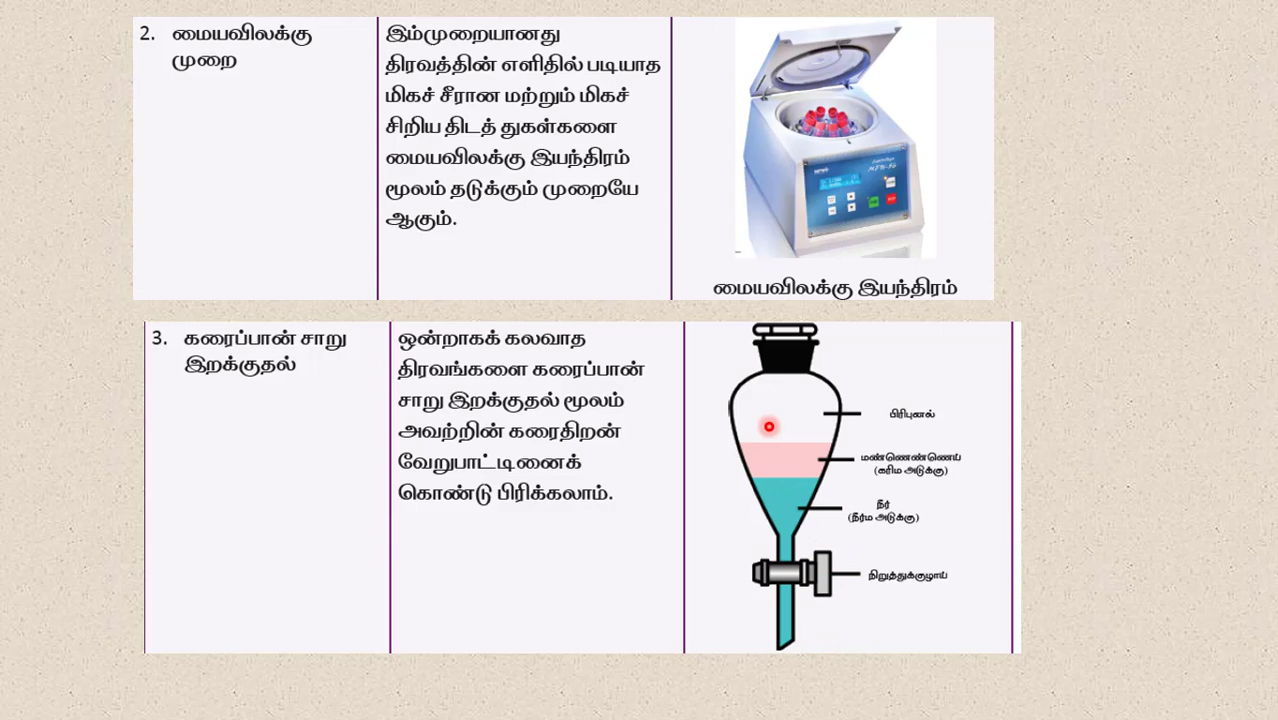 2. மையவிலக்கு
முறை
இம்முறையானது
திரவத்தின் எளிதில் படியாத
மிகச் சீரான மற்றும் மிகச்
சிறிய திடத் துகள்களை
மையவிலக்கு இயந்திரம்
மூலம் தடுக்கும் முறையே
ஆகும்.
மையவிலக்கு இயந்திரம்
3. கரைப்பான் சாறு
இறக்குதல்
ஒன்றாகக் கலவாத
திரவங்களை கரைப்பான்
சாறு இறக்குதல் மூலம்
அவற்றின் கரைதிறன்
வேறுபாட்டினைக்
கொண்டு பிரிக்கலாம்.
பிரிபுனல்
மண்ணெண்ணெய்
(கரிம அடுக்கு)
நீர்
(நீர்ம அடுக்கு)
நிறுத்துக்குழாய்